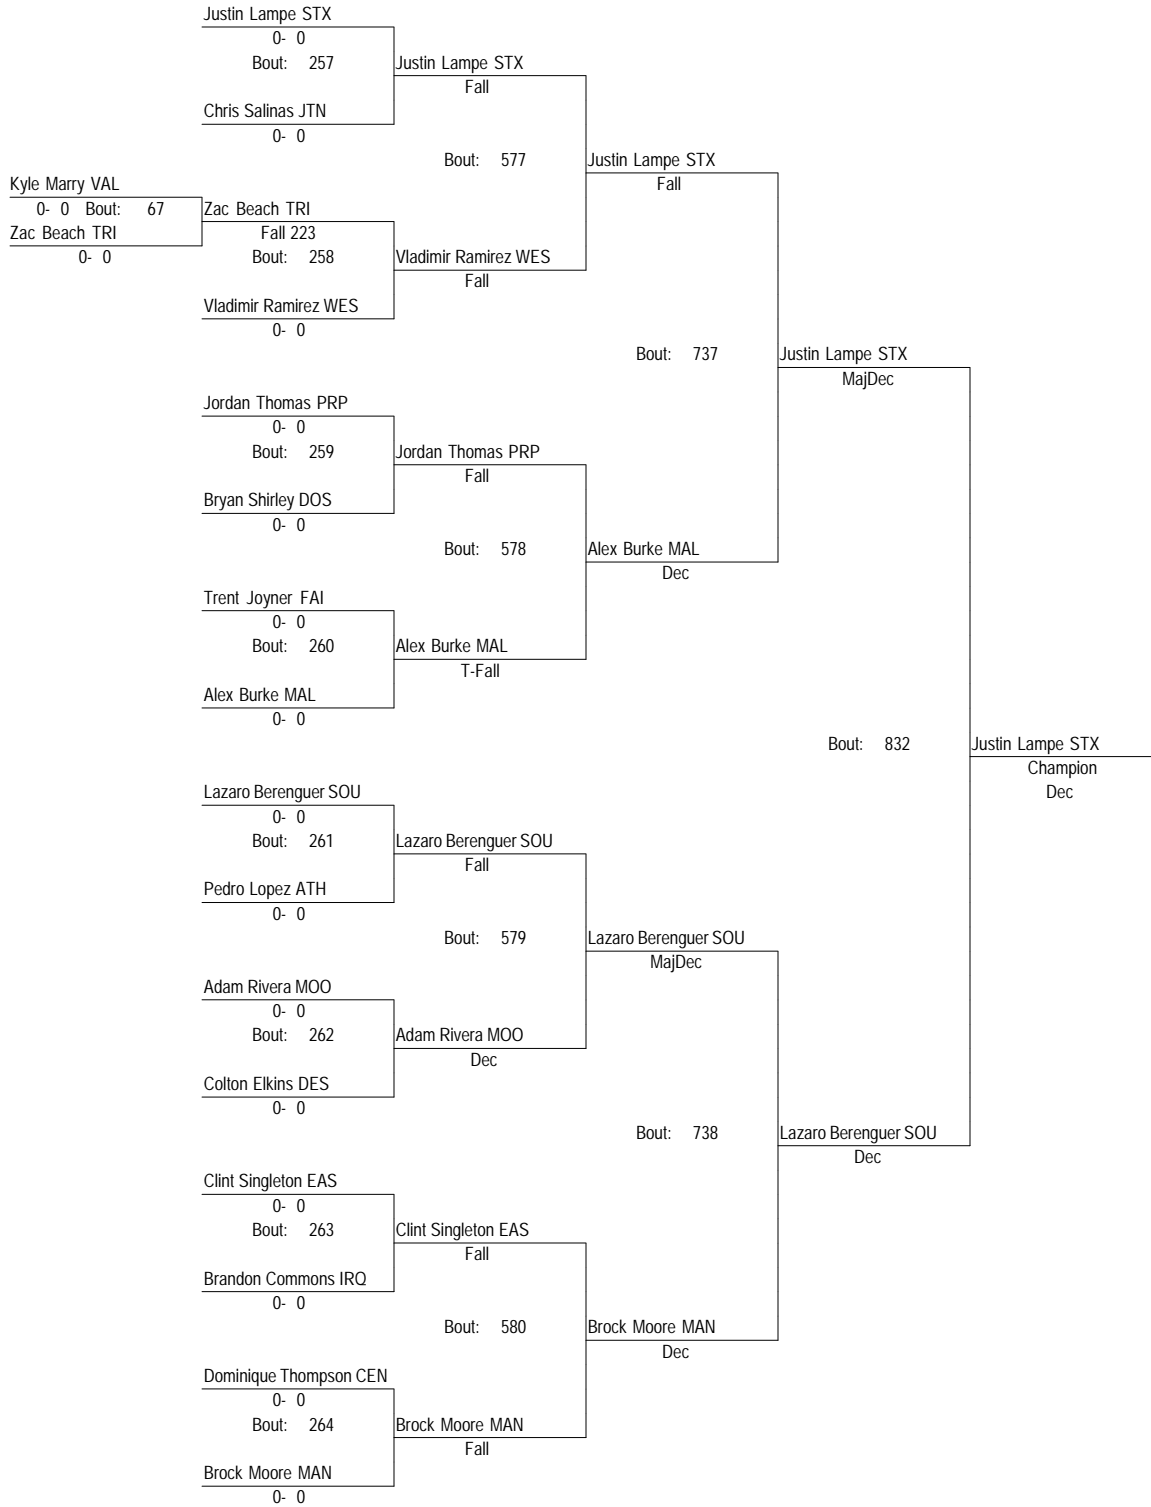 Justin Lampe STX
0- 0
Bout: 257
Justin Lampe STX
Fall
Chris Salinas JTN
0- 0
Bout: 577
Justin Lampe STX
Fall
Kyle Marry VAL
0- 0 Bout: 67
Zac Beach TRI
0- 0
Zac Beach TRI
Fall 223
Bout: 258
Vladimir Ramirez WES
Fall
Vladimir Ramirez WES
0- 0
Bout: 737
Justin Lampe STX
MajDec
Jordan Thomas PRP
0- 0
Bout: 259
Jordan Thomas PRP
Fall
Bryan Shirley DOS
0- 0
Bout: 578
Alex Burke MAL
Dec
Trent Joyner FAI
0- 0
Bout: 260
Alex Burke MAL
T-Fall
Alex Burke MAL
0- 0
Bout: 832
Justin Lampe STX
Champion
Dec
Lazaro Berenguer SOU
0- 0
Bout: 261
Lazaro Berenguer SOU
Fall
Pedro Lopez ATH
0- 0
Bout: 579
Lazaro Berenguer SOU
MajDec
Adam Rivera MOO
0- 0
Bout: 262
Adam Rivera MOO
Dec
Colton Elkins DES
0- 0
Bout: 738
Lazaro Berenguer SOU
Dec
Clint Singleton EAS
0- 0
Bout: 263
Clint Singleton EAS
Fall
Brandon Commons IRQ
0- 0
Bout: 580
Brock Moore MAN
Dec
Dominique Thompson CEN
0- 0
Bout: 264
Brock Moore MAN
Fall
Brock Moore MAN
0- 0